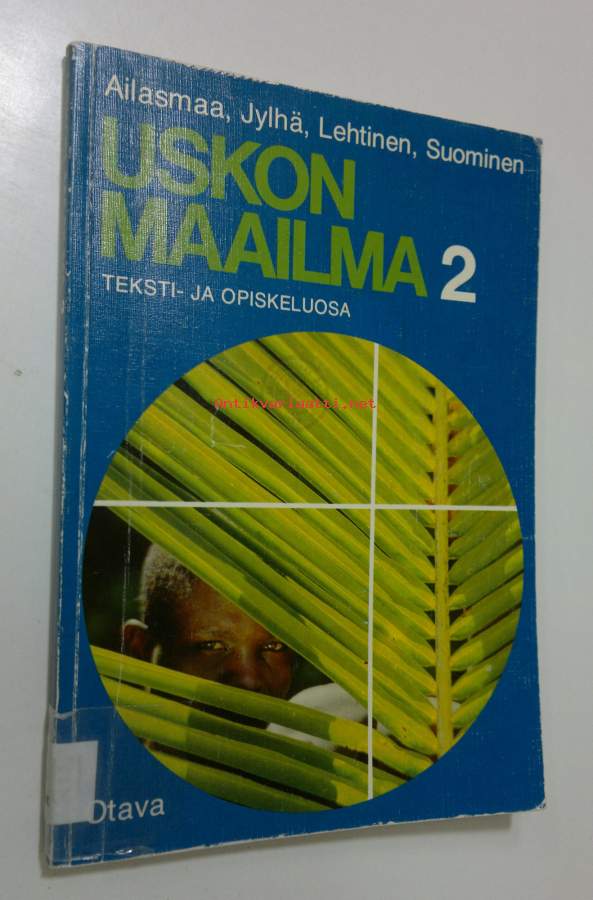 Ailasmaa, Jylhä, Lehtinen, Suominen
USKON
MAAILMA 2
TEKSTI- JA OPISKELUOSA
antikvariaatti.net
Otava